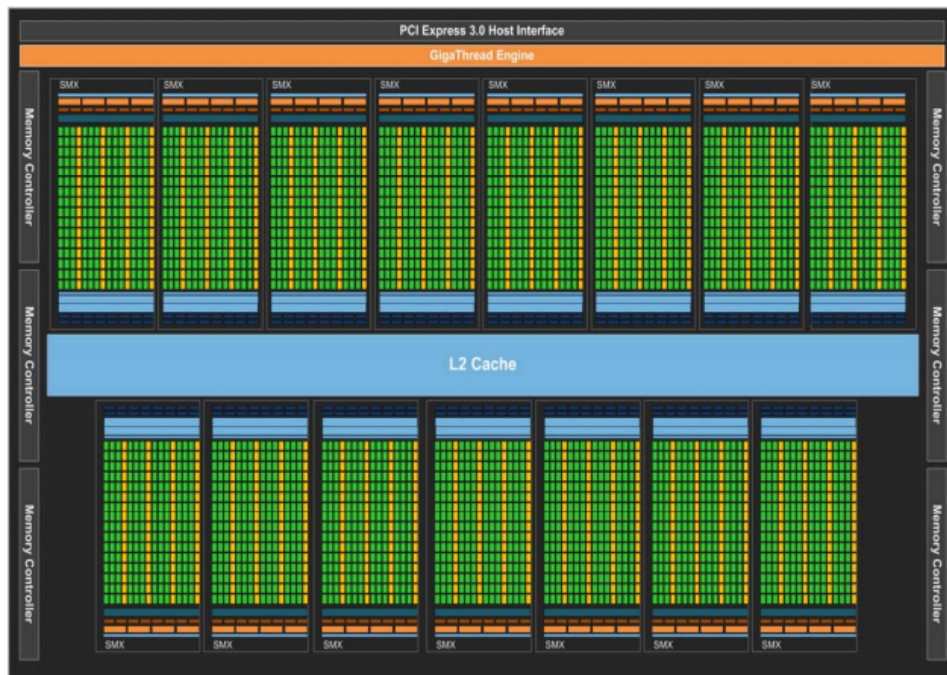 PCI Express 3.0 Host Interface
GigaThread Engine
SMX SMX SMX SMX SMX SMX SMX SMX
Memory Controller
Memory Controller
Memory Controller
Memory Controller
Memory Controller
Memory Controller
L2 Cache
SMX SMX SMX SMX SMX SMX SMX